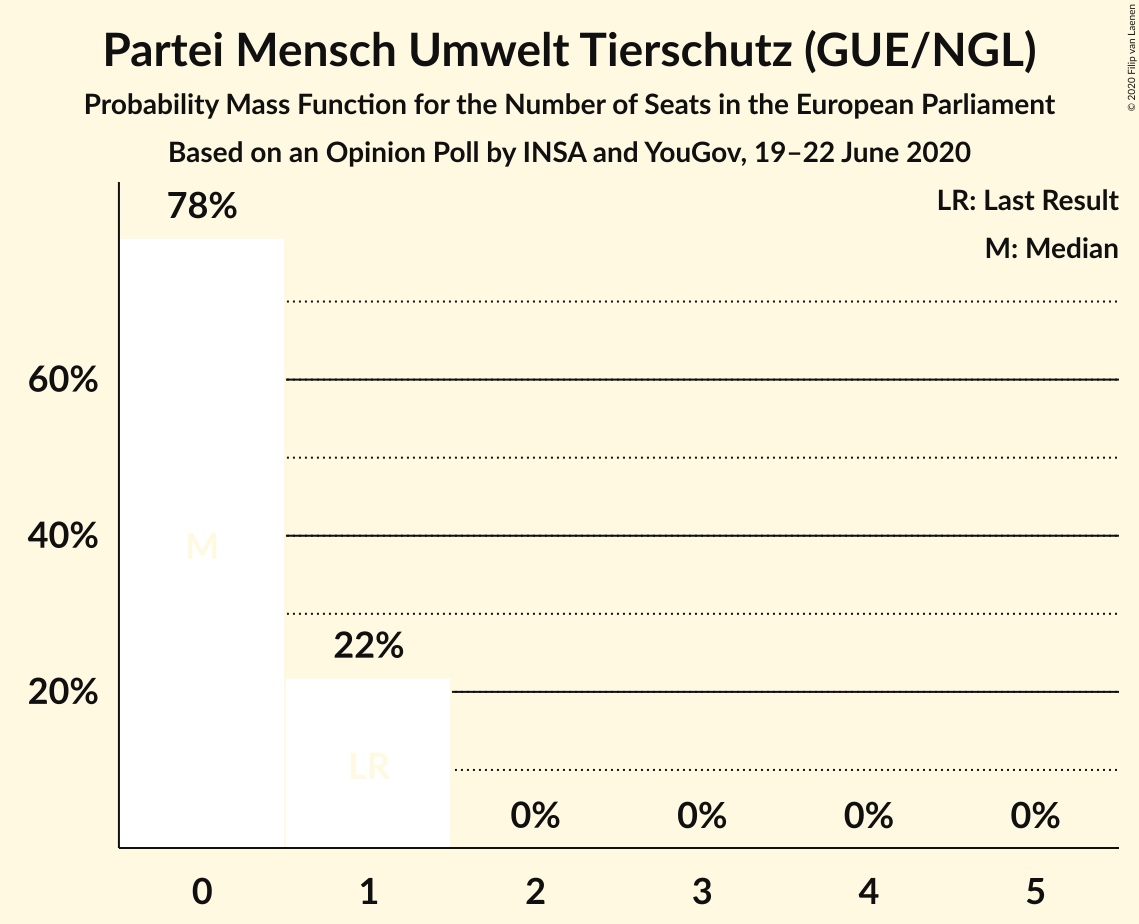 Partei Mensch Umwelt Tierschutz (GUE/NGL)
Probability Mass Function for the Number of Seats in the European Parliament
Based on an Opinion Poll by INSA and YouGov, 19–22 June 2020
© 2020 Filip van Laenen
LR: Last Result
M: Median
78%
60%
40%
M
22%
20%
LR
0% 0% 0% 0%
0 1 2 3 4 5